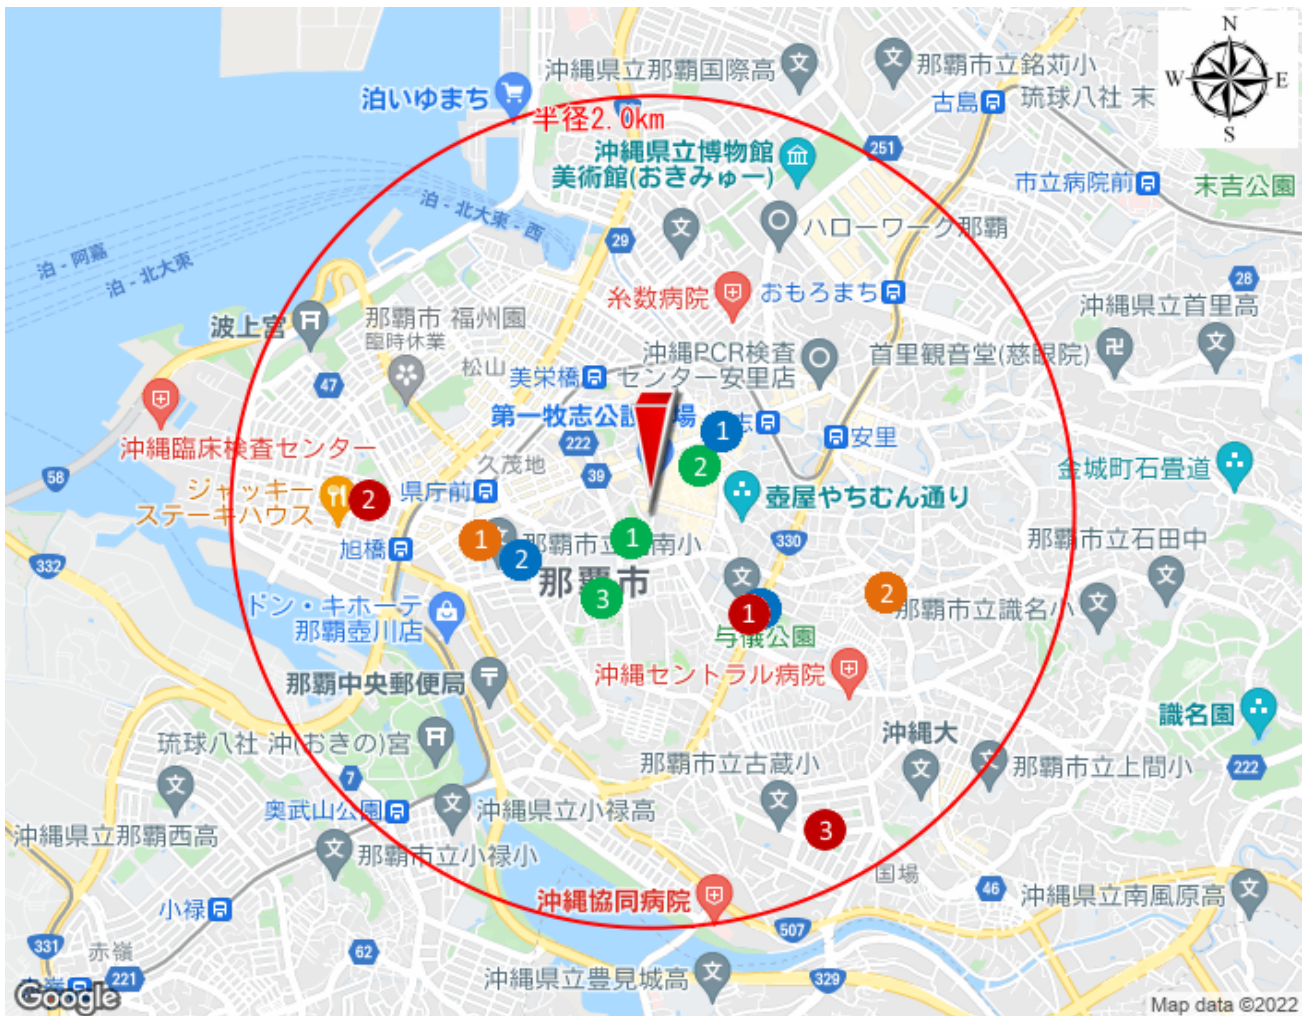 N
W
E
S
沖縄県立那覇国際高
那覇市立銘苅小
泊いゆまち
古島
琉球八社 末
半径2.0km
沖縄県立博物館
美術館(おきみゅー)
251
市立病院前
末吉公園
泊 - 北大東 - 西
29
ハローワーク那覇
泊 - 阿嘉
泊 - 北大東
28
糸数病院
おもろまち
沖縄県立首里高
波上宮
那覇市 福州園
臨時休業
松山
47
美栄橋
沖縄PCR検査
センター安里店
首里観音堂(慈眼院)
第一牧志公設
場
1
志
安里
沖縄臨床検査センター
222
久茂地
2
58
39
金城町石畳道
ジャッキー
ステーキハウス
2
県庁前
壺屋やちむん通り
旭橋
1
那覇市立
1
南小
330
那覇市立石田中
332
2
那覇市
3
ドン・キホーテ
那覇壺川店
1
2
那覇市立識名小
与儀公園
沖縄セントラル病院
那覇中央郵便局
識名園
琉球八社 沖(おきの)宮
沖縄大
7
那覇市立古蔵小
那覇市立上間小
222
奥武山公園
沖縄県立小禄高
沖縄県立那覇西高
3
那覇市立小禄小
国場
46
沖縄協同病院
沖縄県立南風原高
小禄
507
331
赤嶺
62
221
沖縄県立豊見城高
329
Google
Map data ©2022